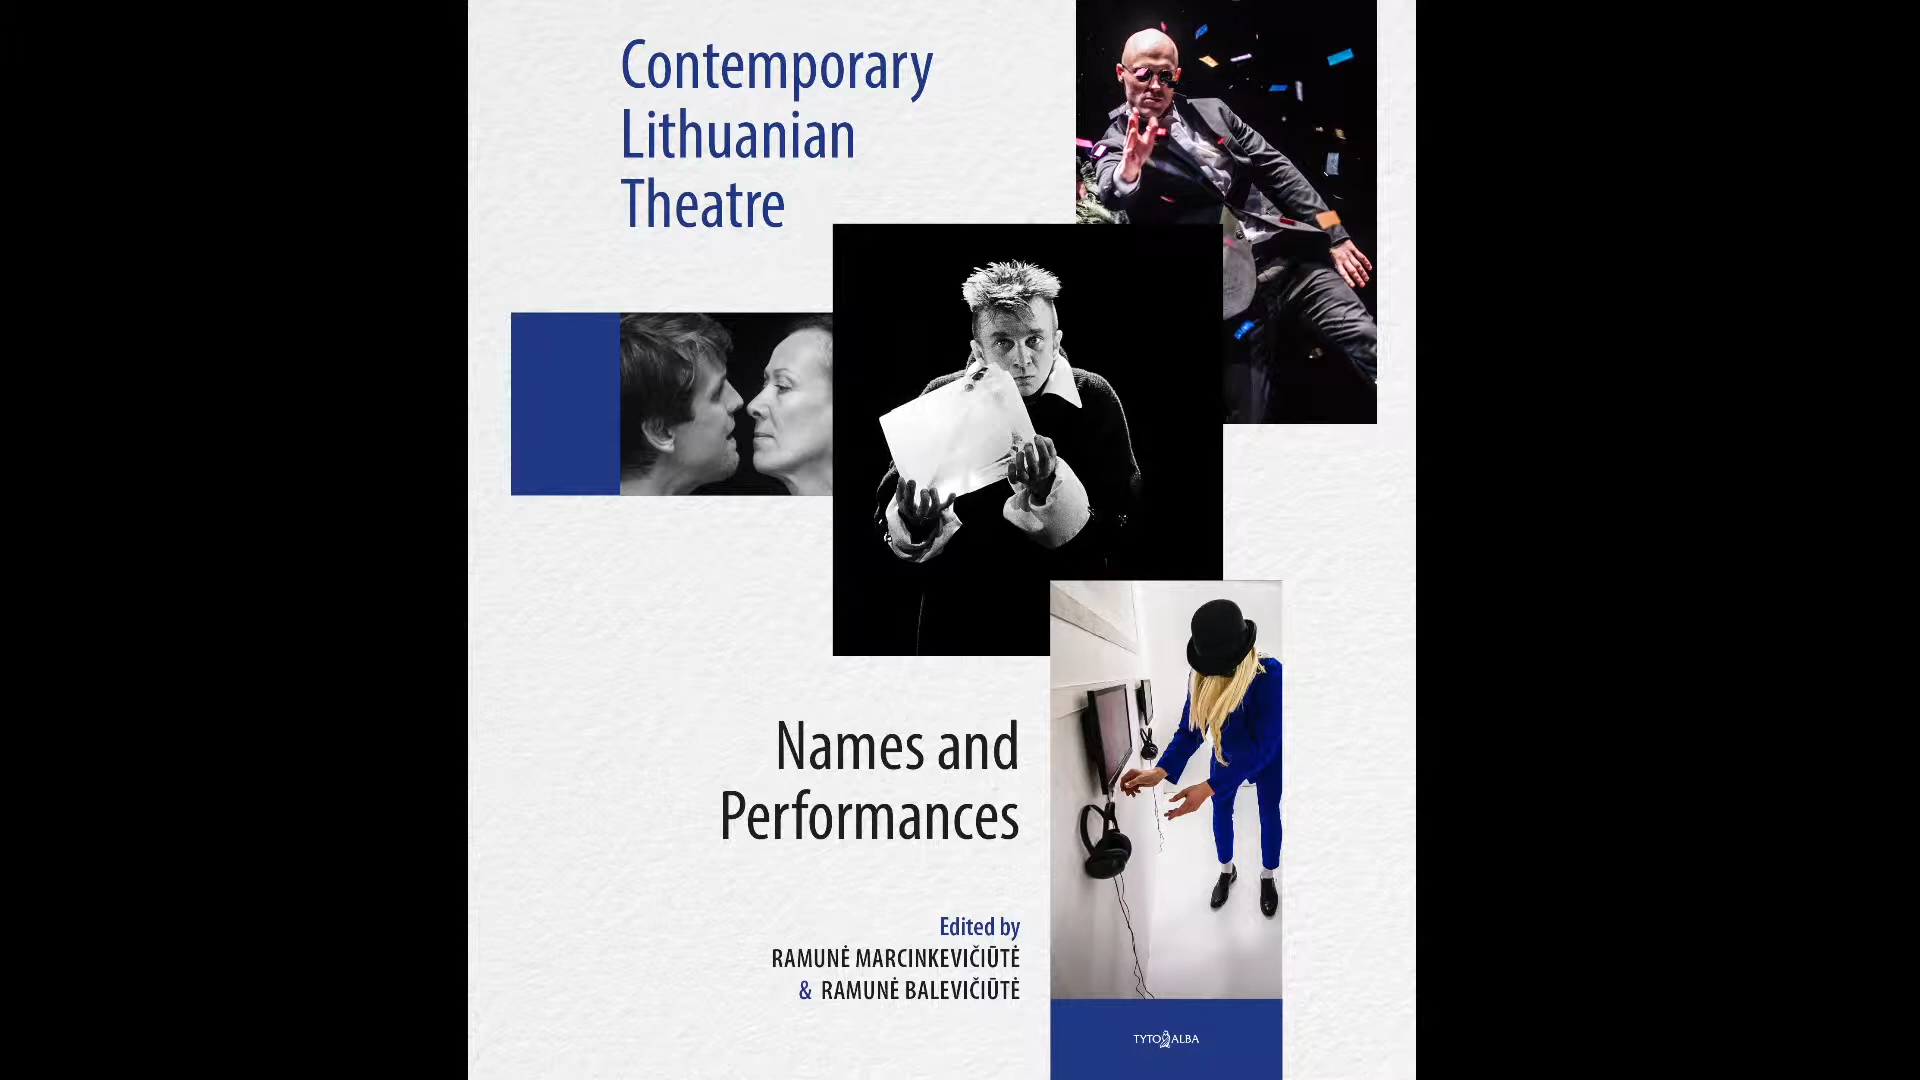 Contemporary
Lithuanian
Theatre
Names and
Performances
Edited by
RAMUNĖ MARCINKEVIČIŪTĖ
& RAMUNĖ BALEVIČIŪTĖ
TYTO ALBA